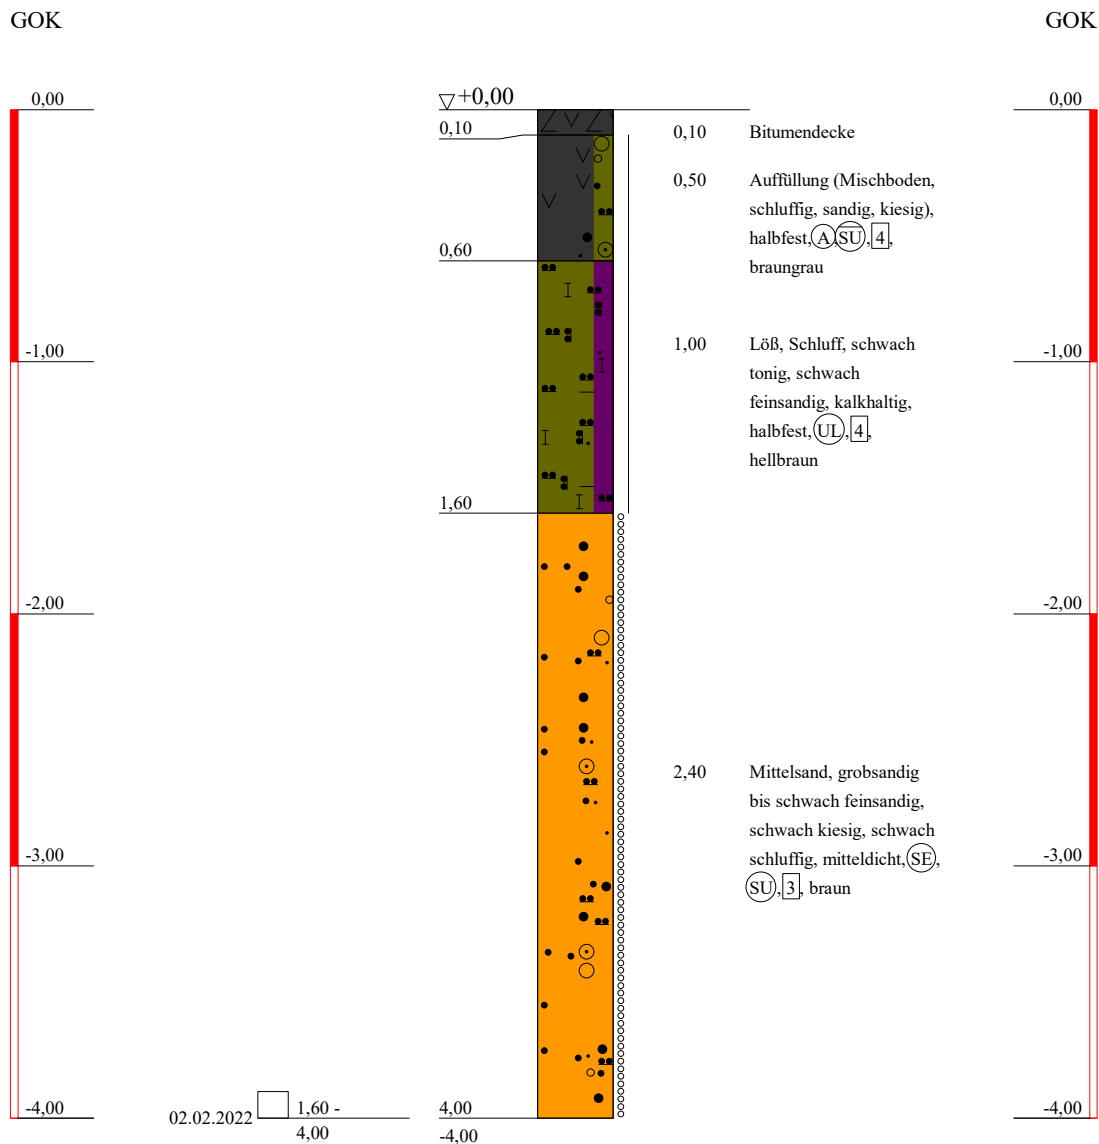 GOK
GOK
0,00
+0,00
0,00
0,10
0,10 Bitumendecke
0,50 Auffüllung (Mischboden,
schluffig, sandig, kiesig),
halbfest, A, SU̅, 4,
braungrau
0,60
1,00 Löß, Schluff, schwach
tonig, schwach
feinsandig, kalkhaltig,
halbfest, UL, 4,
hellbraun
-1,00
-1,00
1,60
-2,00
-2,00
2,40 Mittelsand, grobsandig
bis schwach feinsandig,
schwach kiesig, schwach
schluffig, mitteldicht, SE,
SU, 3, braun
-3,00
-3,00
-4,00
02.02.2022
1,60 -
4,00
4,00
-4,00
-4,00